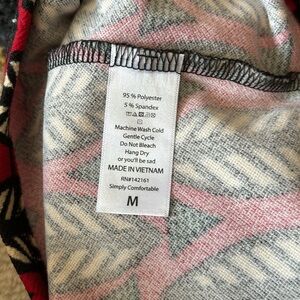 95 % Polyester
5 % Spandex
Machine Wash Cold
Gentle Cycle
Do Not Bleach
Hang Dry
or you'll be sad
MADE IN VIETNAM
RN#142161
Simply Comfortable
M